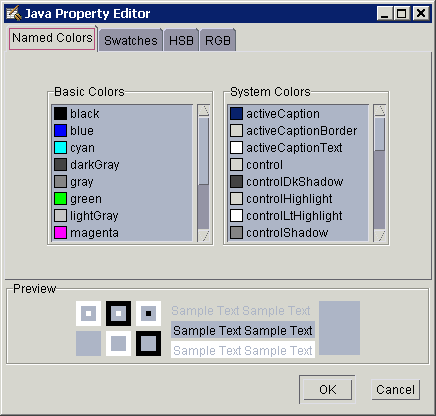 Java Property Editor
Named Colors Swatches HSB RGB
Basic Colors
black
blue
cyan
darkGray
gray
green
lightGray
magenta
System Colors
activeCaption
activeCaptionBorder
activeCaptionText
control
controlDkShadow
controlHighlight
controlLtHighlight
controlShadow
Preview
Sample Text Sample Text
Sample Text Sample Text
Sample Text Sample Text
OK Cancel